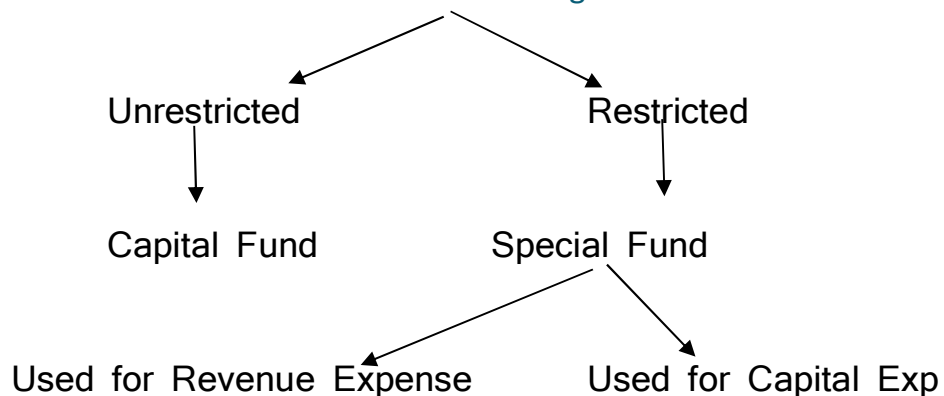 Unrestricted Restricted
Capital Fund Special Fund
Used for Revenue Expense Used for Capital Exp